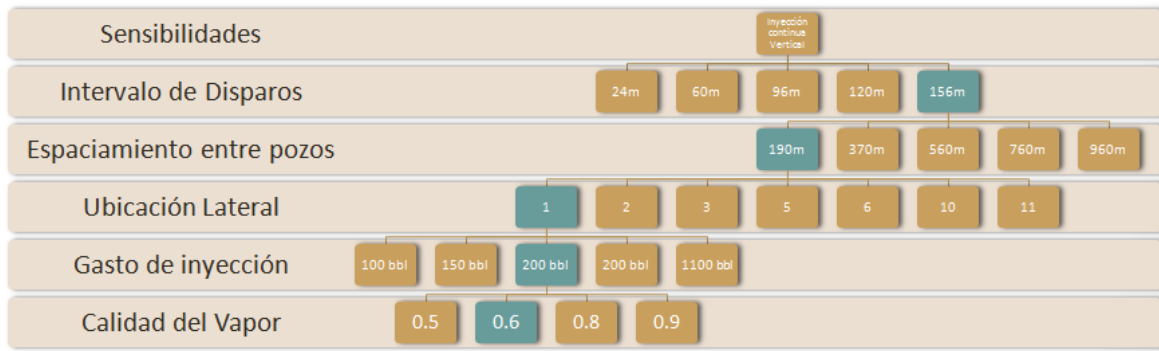 Sensibilidades
Inyección
continua
Vertical
Intervalo de Disparos
24m 60m 96m 120m 156m
Espaciamiento entre pozos
190m 370m 560m 760m 960m
Ubicación Lateral
1 2 3 5 6 10 11
Gasto de inyección
100 bbl 150 bbl 200 bbl 200 bbl 1100 bbl
Calidad del Vapor
0.5 0.6 0.8 0.9